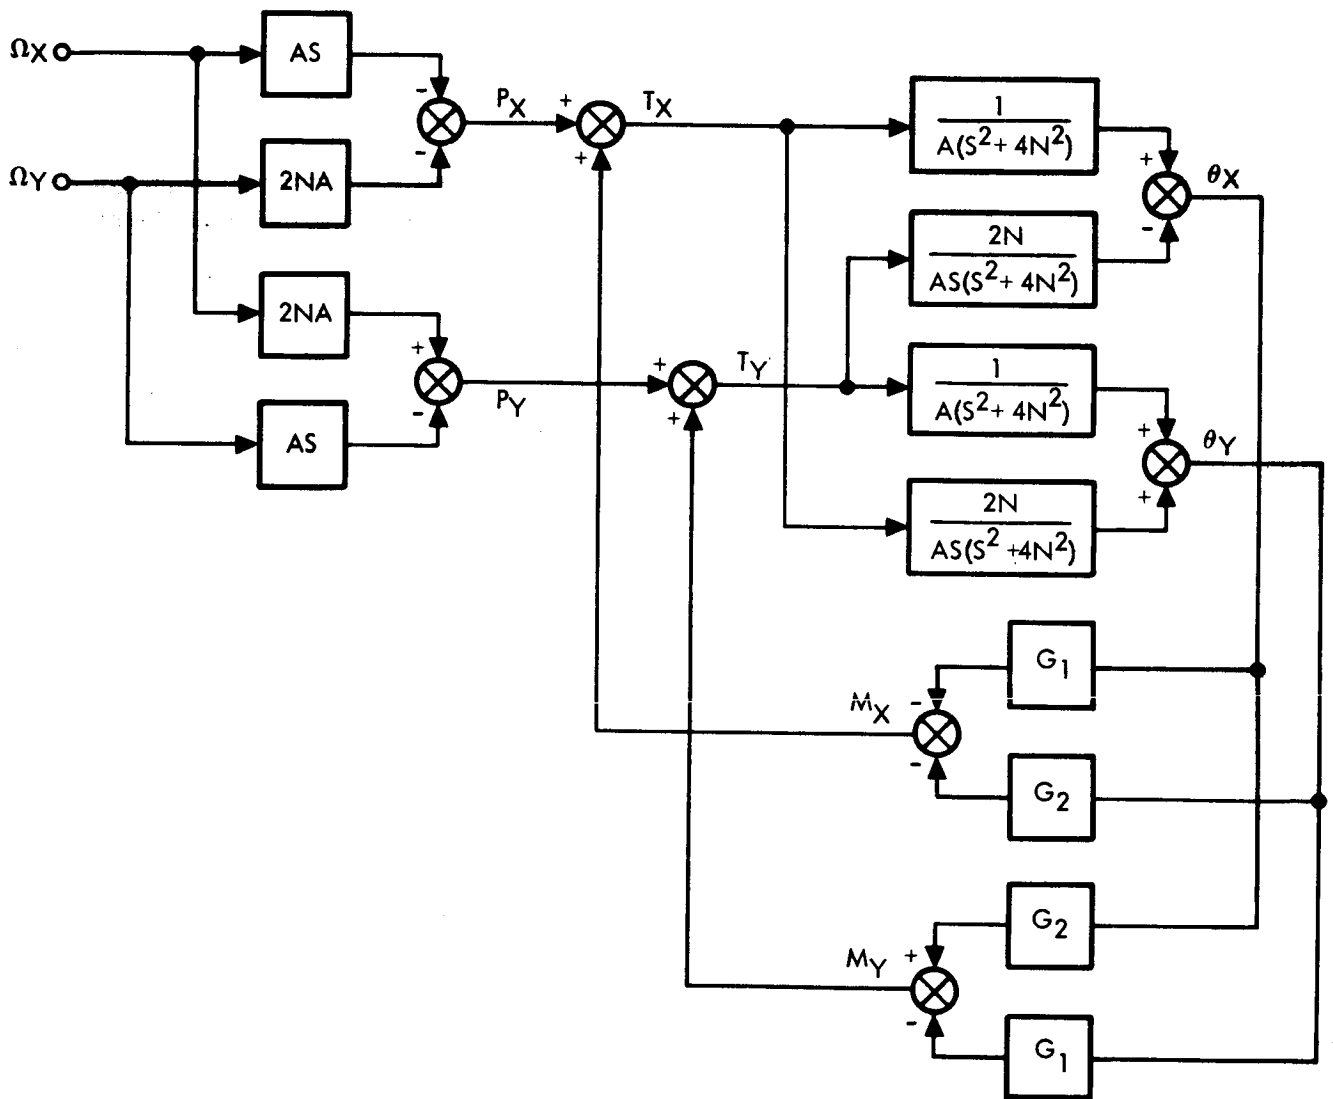 ΩX
AS
-
-
PX
+
+
TX
1
A(S² + 4N²)
+
-
θX
ΩY
2NA
2N
AS(S² + 4N²)
2NA
+
-
PY
+
+
TY
1
A(S² + 4N²)
+
+
θY
AS
2N
AS(S² + 4N²)
G1
-
-
MX
G2
G2
+
-
MY
G1